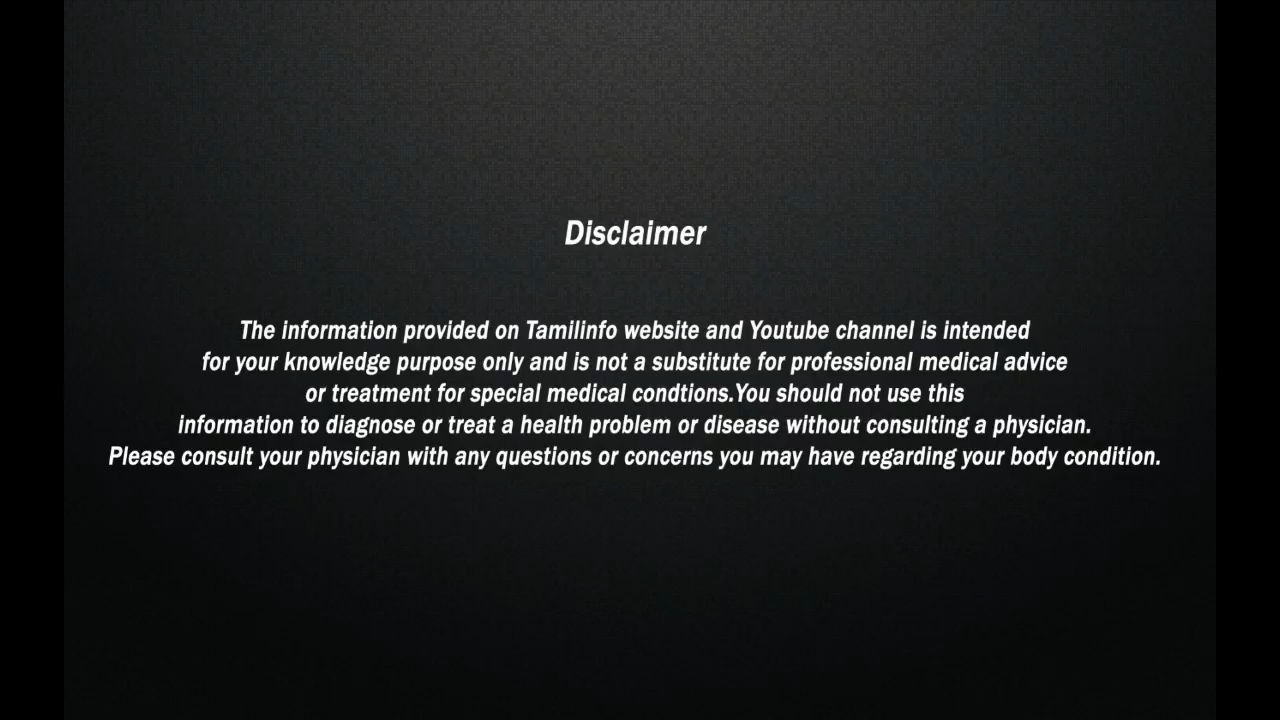 Disclaimer
The information provided on Tamilinfo website and Youtube channel is intended
for your knowledge purpose only and is not a substitute for professional medical advice
or treatment for special medical condtions.You should not use this
information to diagnose or treat a health problem or disease without consulting a physician.
Please consult your physician with any questions or concerns you may have regarding your body condition.